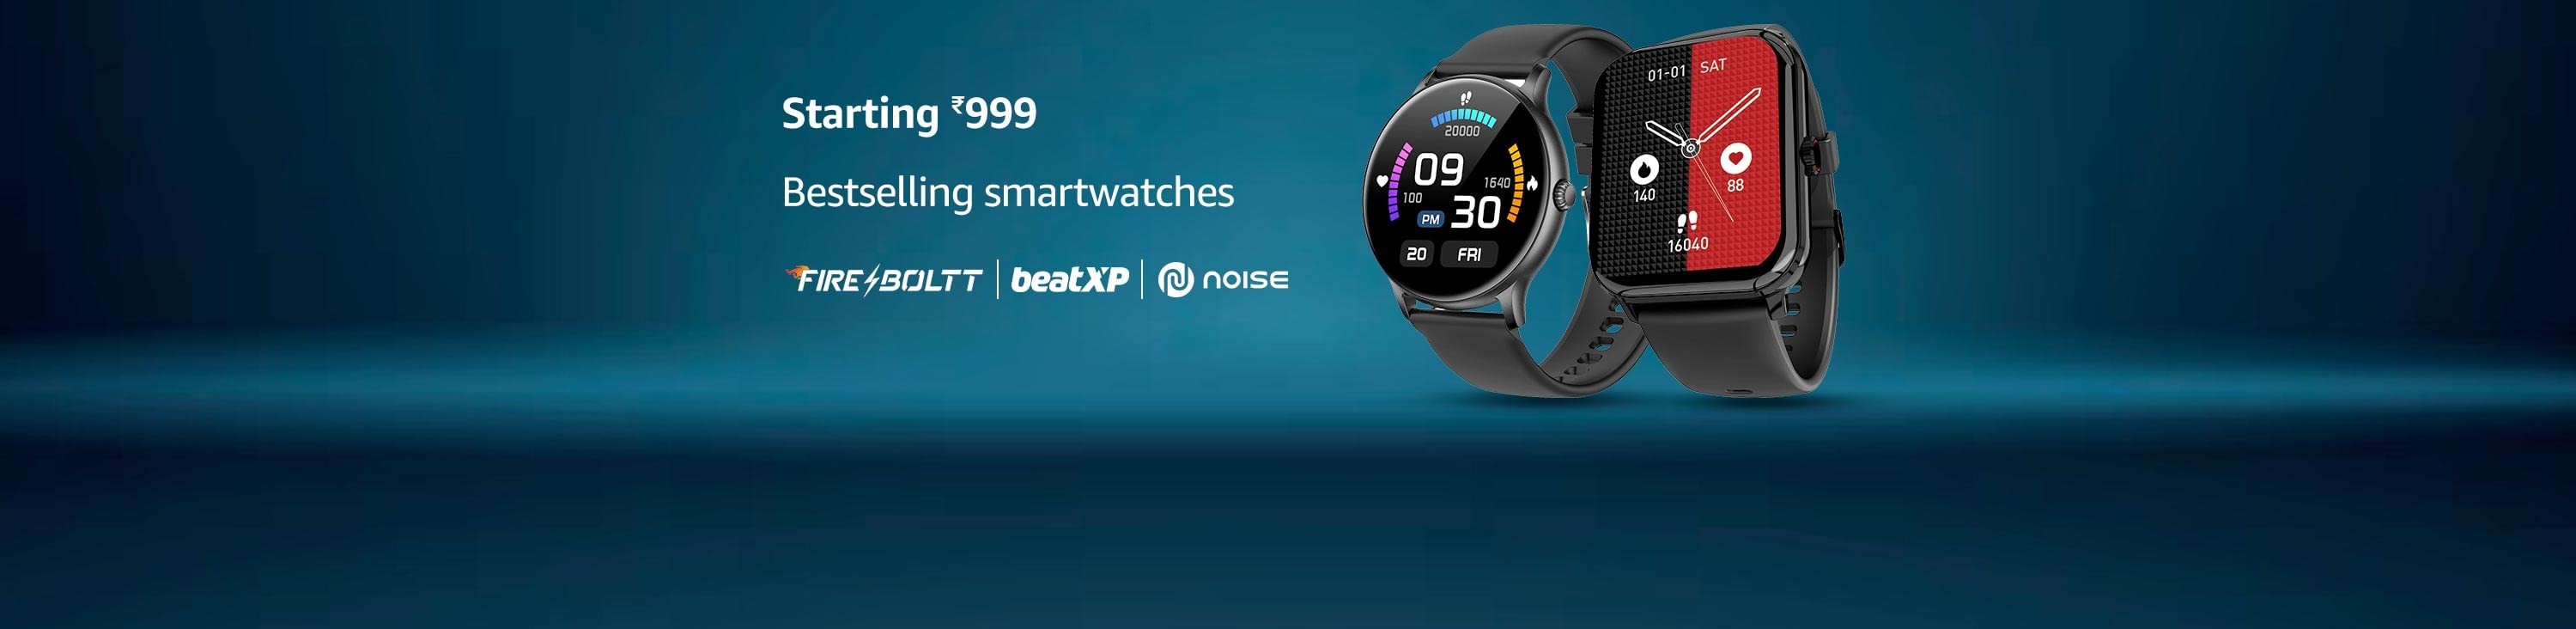 Starting ₹999
Bestselling smartwatches
FIRE BOLTT | beatXP | NOISE
20000
09
100
1640
PM 30
20 FRI
01-01 SAT
140
88
16040